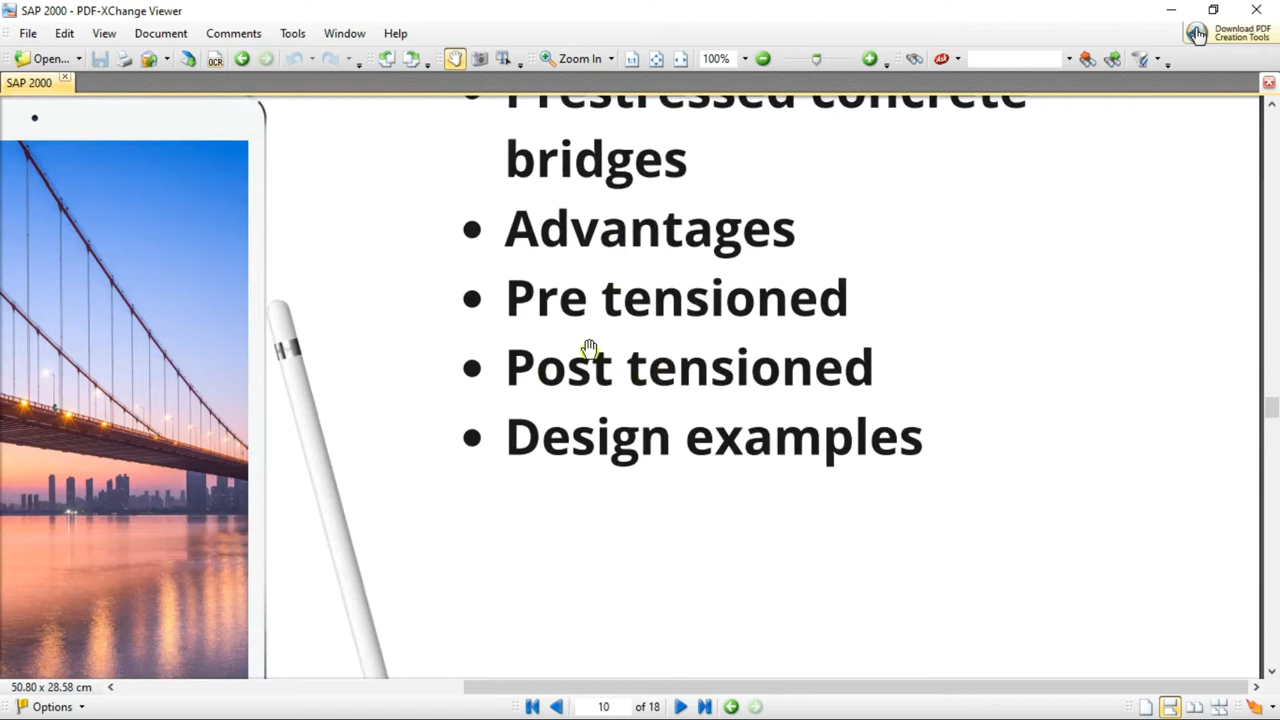 SAP 2000 - PDF-XChange Viewer
File Edit View Document Comments Tools Window Help
Download PDF
Creation Tools
Open... OCR Zoom In 100%
SAP 2000
Prestressed concrete
bridges
• Advantages
• Pre tensioned
• Post tensioned
• Design examples
50.80 x 28.58 cm
Options 10 of 18